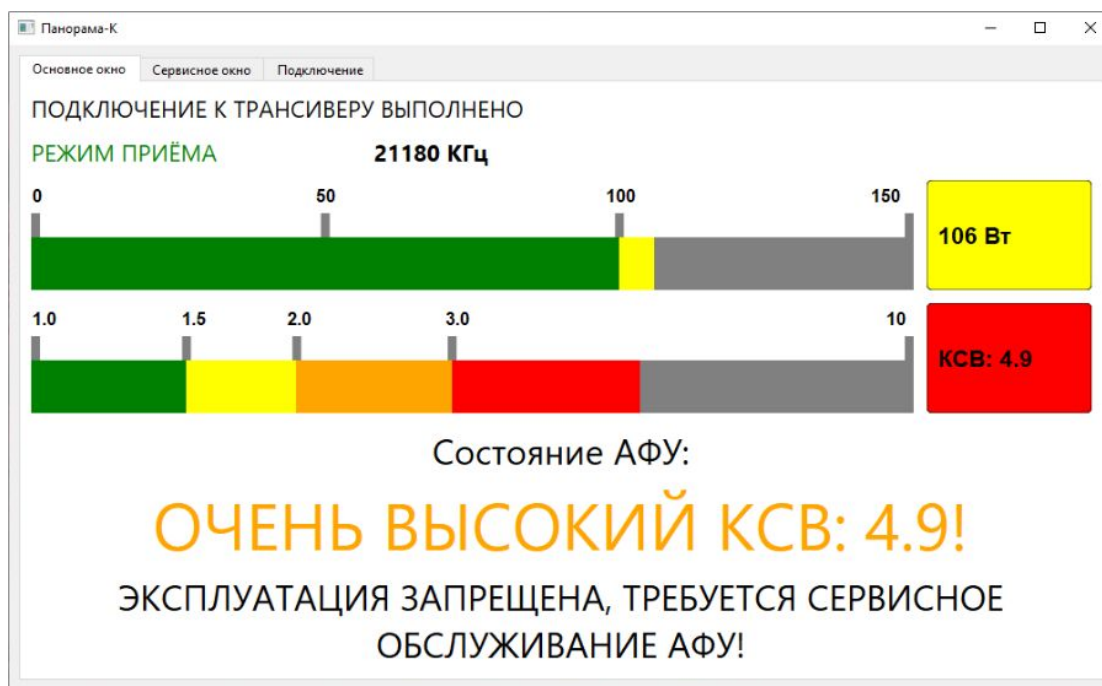 Панорама-К
Основное окно Сервисное окно Подключение
ПОДКЛЮЧЕНИЕ К ТРАНСИВЕРУ ВЫПОЛНЕНО
РЕЖИМ ПРИЁМА 21180 КГц
0 50 100 150
106 Вт
1.0 1.5 2.0 3.0 10
КСВ: 4.9
Состояние АФУ:
ОЧЕНЬ ВЫСОКИЙ КСВ: 4.9!
ЭКСПЛУАТАЦИЯ ЗАПРЕЩЕНА, ТРЕБУЕТСЯ СЕРВИСНОЕ
ОБСЛУЖИВАНИЕ АФУ!